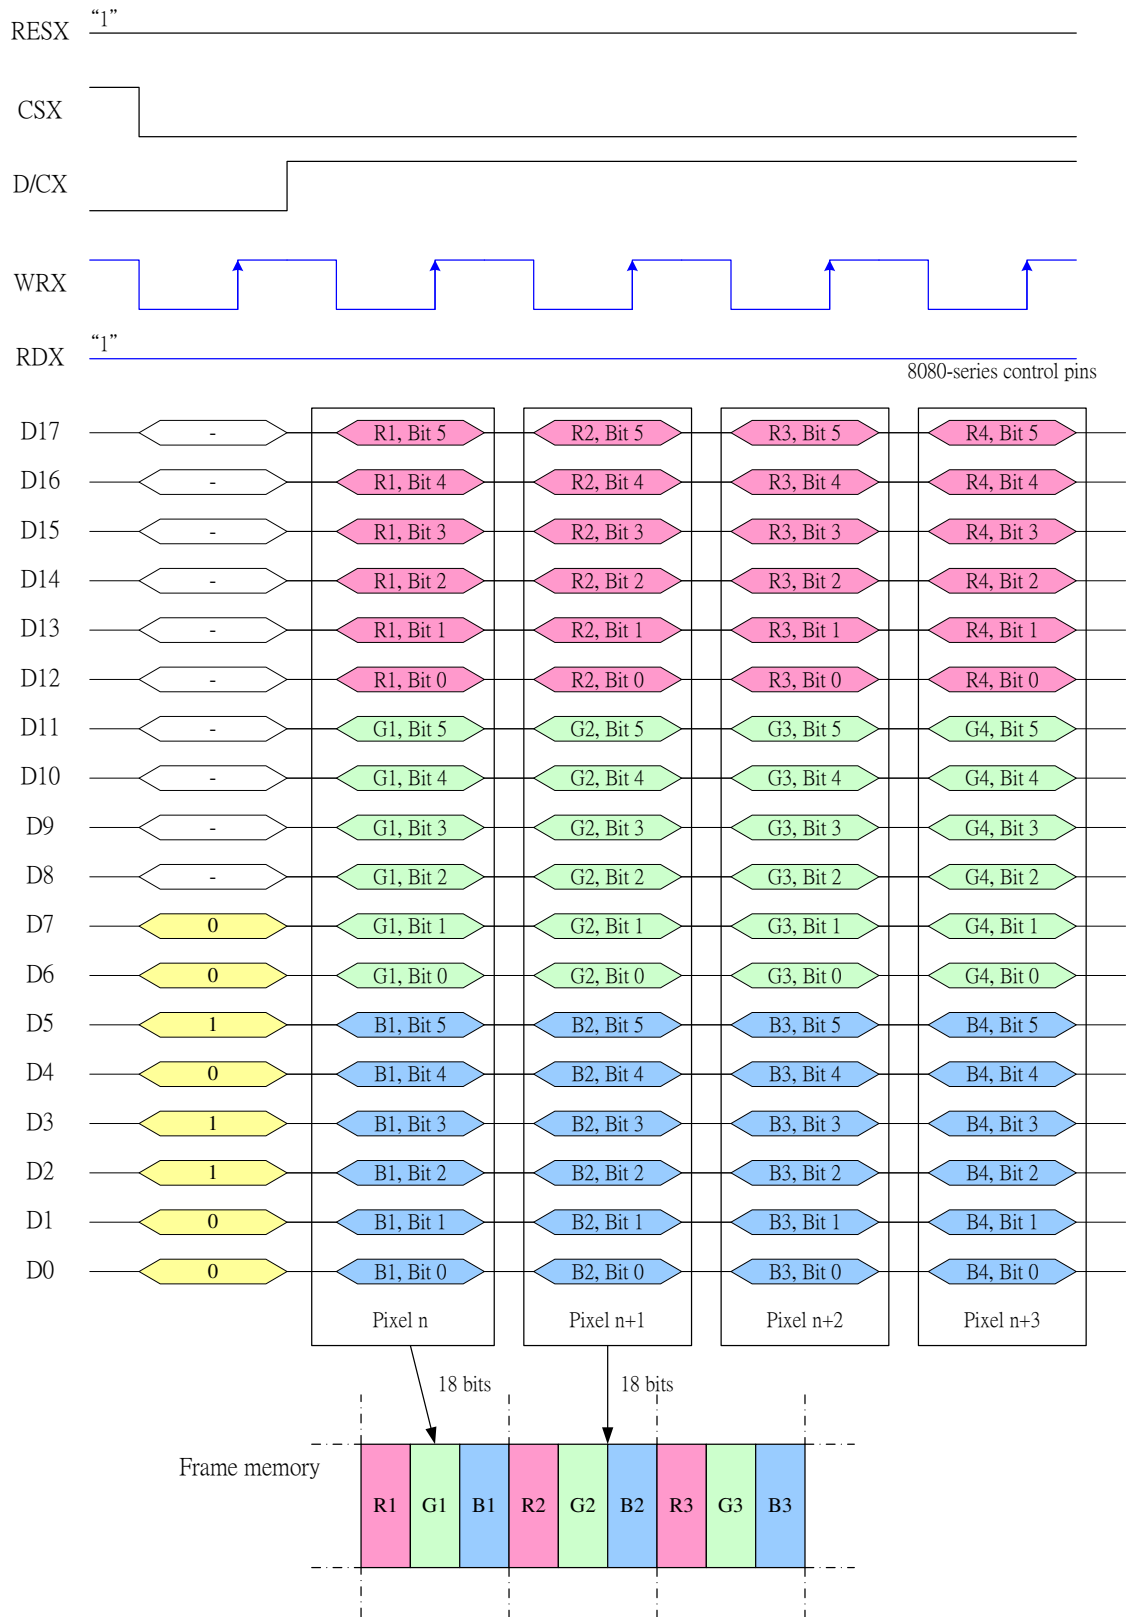 RESX “1”
CSX
D/CX
WRX
RDX “1”
8080-series control pins
D17 - R1, Bit 5 R2, Bit 5 R3, Bit 5 R4, Bit 5
D16 - R1, Bit 4 R2, Bit 4 R3, Bit 4 R4, Bit 4
D15 - R1, Bit 3 R2, Bit 3 R3, Bit 3 R4, Bit 3
D14 - R1, Bit 2 R2, Bit 2 R3, Bit 2 R4, Bit 2
D13 - R1, Bit 1 R2, Bit 1 R3, Bit 1 R4, Bit 1
D12 - R1, Bit 0 R2, Bit 0 R3, Bit 0 R4, Bit 0
D11 - G1, Bit 5 G2, Bit 5 G3, Bit 5 G4, Bit 5
D10 - G1, Bit 4 G2, Bit 4 G3, Bit 4 G4, Bit 4
D9 - G1, Bit 3 G2, Bit 3 G3, Bit 3 G4, Bit 3
D8 - G1, Bit 2 G2, Bit 2 G3, Bit 2 G4, Bit 2
D7 0 G1, Bit 1 G2, Bit 1 G3, Bit 1 G4, Bit 1
D6 0 G1, Bit 0 G2, Bit 0 G3, Bit 0 G4, Bit 0
D5 1 B1, Bit 5 B2, Bit 5 B3, Bit 5 B4, Bit 5
D4 0 B1, Bit 4 B2, Bit 4 B3, Bit 4 B4, Bit 4
D3 1 B1, Bit 3 B2, Bit 3 B3, Bit 3 B4, Bit 3
D2 1 B1, Bit 2 B2, Bit 2 B3, Bit 2 B4, Bit 2
D1 0 B1, Bit 1 B2, Bit 1 B3, Bit 1 B4, Bit 1
D0 0 B1, Bit 0 B2, Bit 0 B3, Bit 0 B4, Bit 0
Pixel n Pixel n+1 Pixel n+2 Pixel n+3
18 bits 18 bits
Frame memory
R1 G1 B1 R2 G2 B2 R3 G3 B3